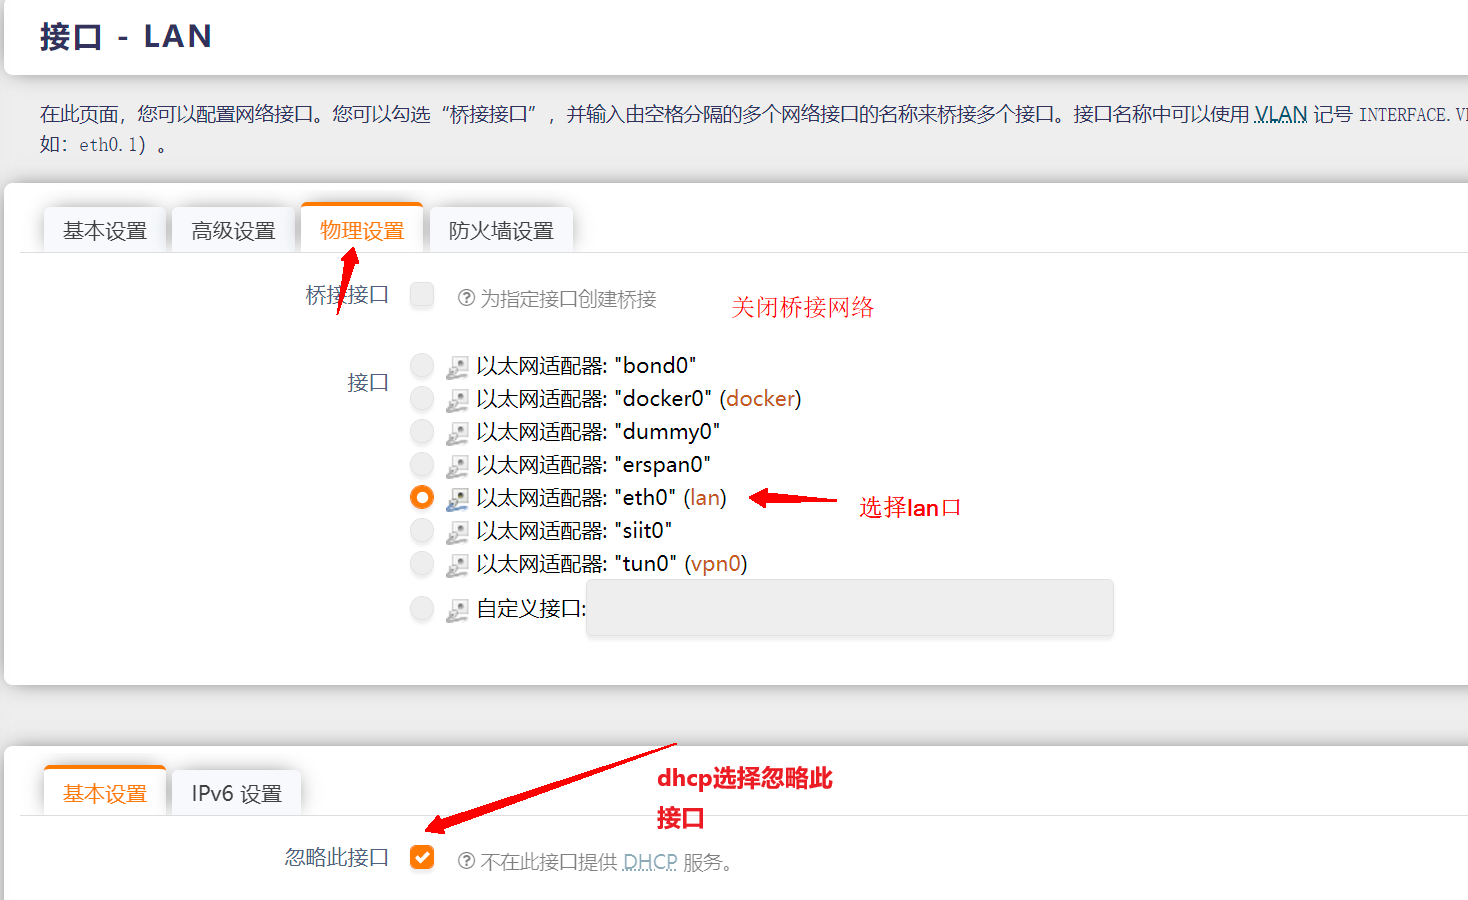 接口 - LAN
在此页面，您可以配置网络接口。您可以勾选“桥接接口”，并输入由空格分隔的多个网络接口的名称来桥接多个接口。接口名称中可以使用 VLAN 记号 INTERFACE.
如：eth0.1）。
基本设置 高级设置 物理设置 防火墙设置
桥接接口 为指定接口创建桥接 关闭桥接网络
接口
以太网适配器: "bond0"
以太网适配器: "docker0" (docker)
以太网适配器: "dummy0"
以太网适配器: "erspan0"
以太网适配器: "eth0" (lan) 选择lan口
以太网适配器: "siit0"
以太网适配器: "tun0" (vpn0)
自定义接口:
基本设置 IPv6 设置
dhcp选择忽略此
接口
忽略此接口 不在此接口提供 DHCP 服务。